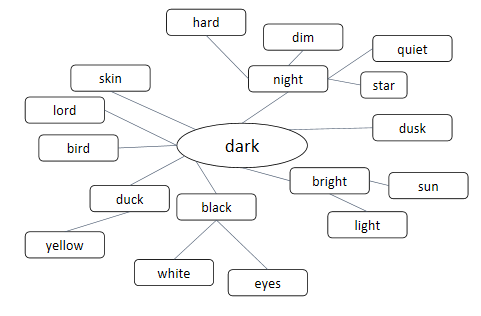 hard
dim
quiet
skin
night
star
lord
dusk
bird
dark
bright
sun
duck
black
light
yellow
white
eyes